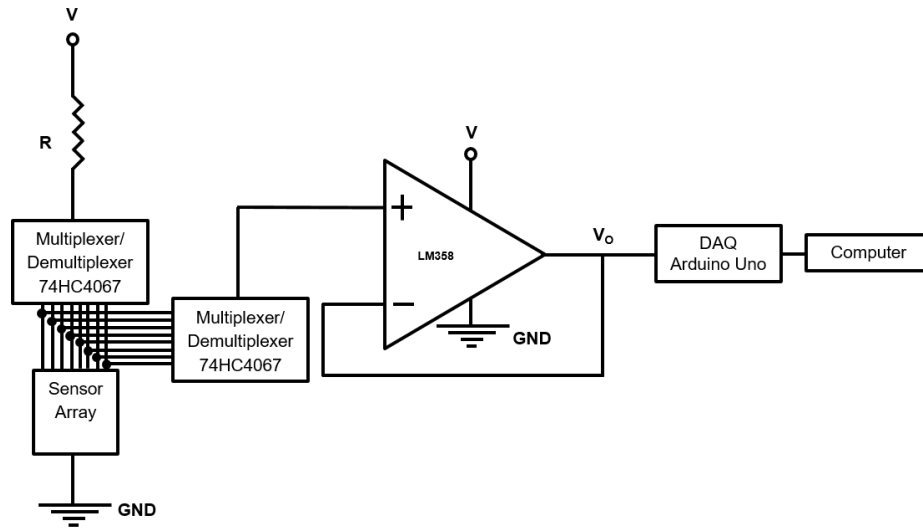 V
R
Multiplexer/
Demultiplexer
74HC4067
Multiplexer/
Demultiplexer
74HC4067
Sensor
Array
GND
V
+
LM358
−
GND
Vo
DAQ
Arduino Uno
Computer